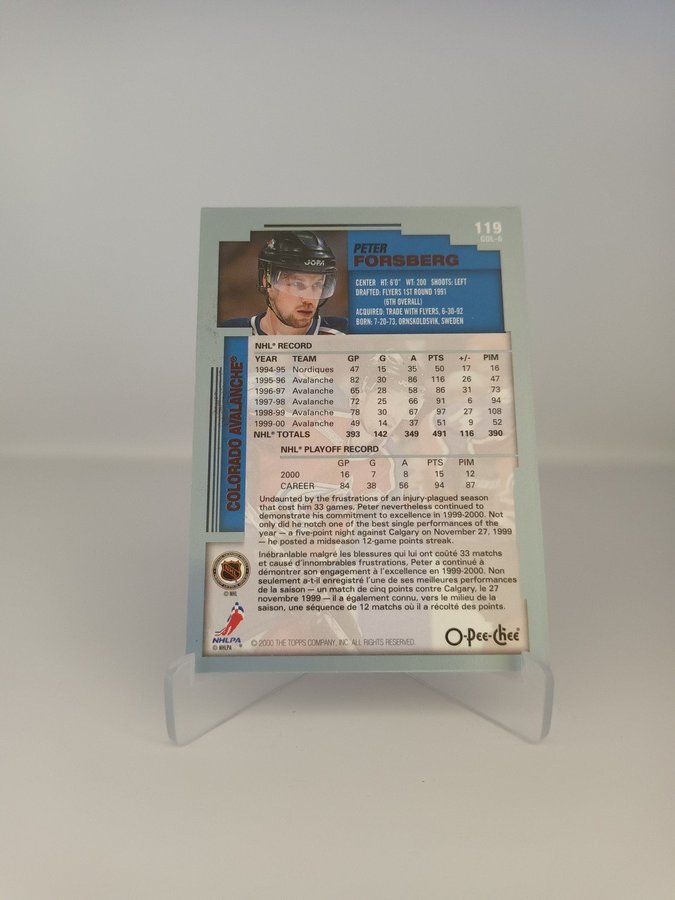 119
COL-6
PETER
FORSBERG
JOFA
CENTER HT: 6'0" WT: 200 SHOOTS: LEFT
DRAFTED: FLYERS 1ST ROUND 1991
(6TH OVERALL)
ACQUIRED: TRADE WITH FLYERS, 6-30-92
BORN: 7-20-73, ORNSKOLDSVIK, SWEDEN
COLORADO AVALANCHE®
NHL® RECORD
YEAR TEAM GP G A PTS +/- PIM
1994-95 Nordiques 47 15 35 50 17 16
1995-96 Avalanche 82 30 86 116 26 47
1996-97 Avalanche 65 28 58 86 31 73
1997-98 Avalanche 72 25 66 91 6 94
1998-99 Avalanche 78 30 67 97 27 108
1999-00 Avalanche 49 14 37 51 9 52
NHL® TOTALS 393 142 349 491 116 390
NHL® PLAYOFF RECORD
GP G A PTS PIM
2000 16 7 8 15 12
CAREER 84 38 56 94 87
Undaunted by the frustrations of an injury-plagued season
that cost him 33 games, Peter nevertheless continued to
demonstrate his commitment to excellence in 1999-2000. Not
only did he notch one of the best single performances of the
year — a five-point night against Calgary on November 27, 1999
— he posted a midseason 12-game points streak.
Inébranlable malgré les blessures qui lui ont coûté 33 matchs
et causé d'innombrables frustrations, Peter a continué à
démontrer son engagement à l'excellence en 1999-2000. Non
seulement a-t-il enregistré l'une de ses meilleures performances
de la saison — un match de cinq points contre Calgary, le 27
novembre 1999 — il a également connu, vers le milieu de la
saison, une séquence de 12 matchs où il a récolté des points.
NHL
© NHL
NHLPA ®
© NHLPA
© 2000 THE TOPPS COMPANY, INC. ALL RIGHTS RESERVED.
O-Pee-Chee®